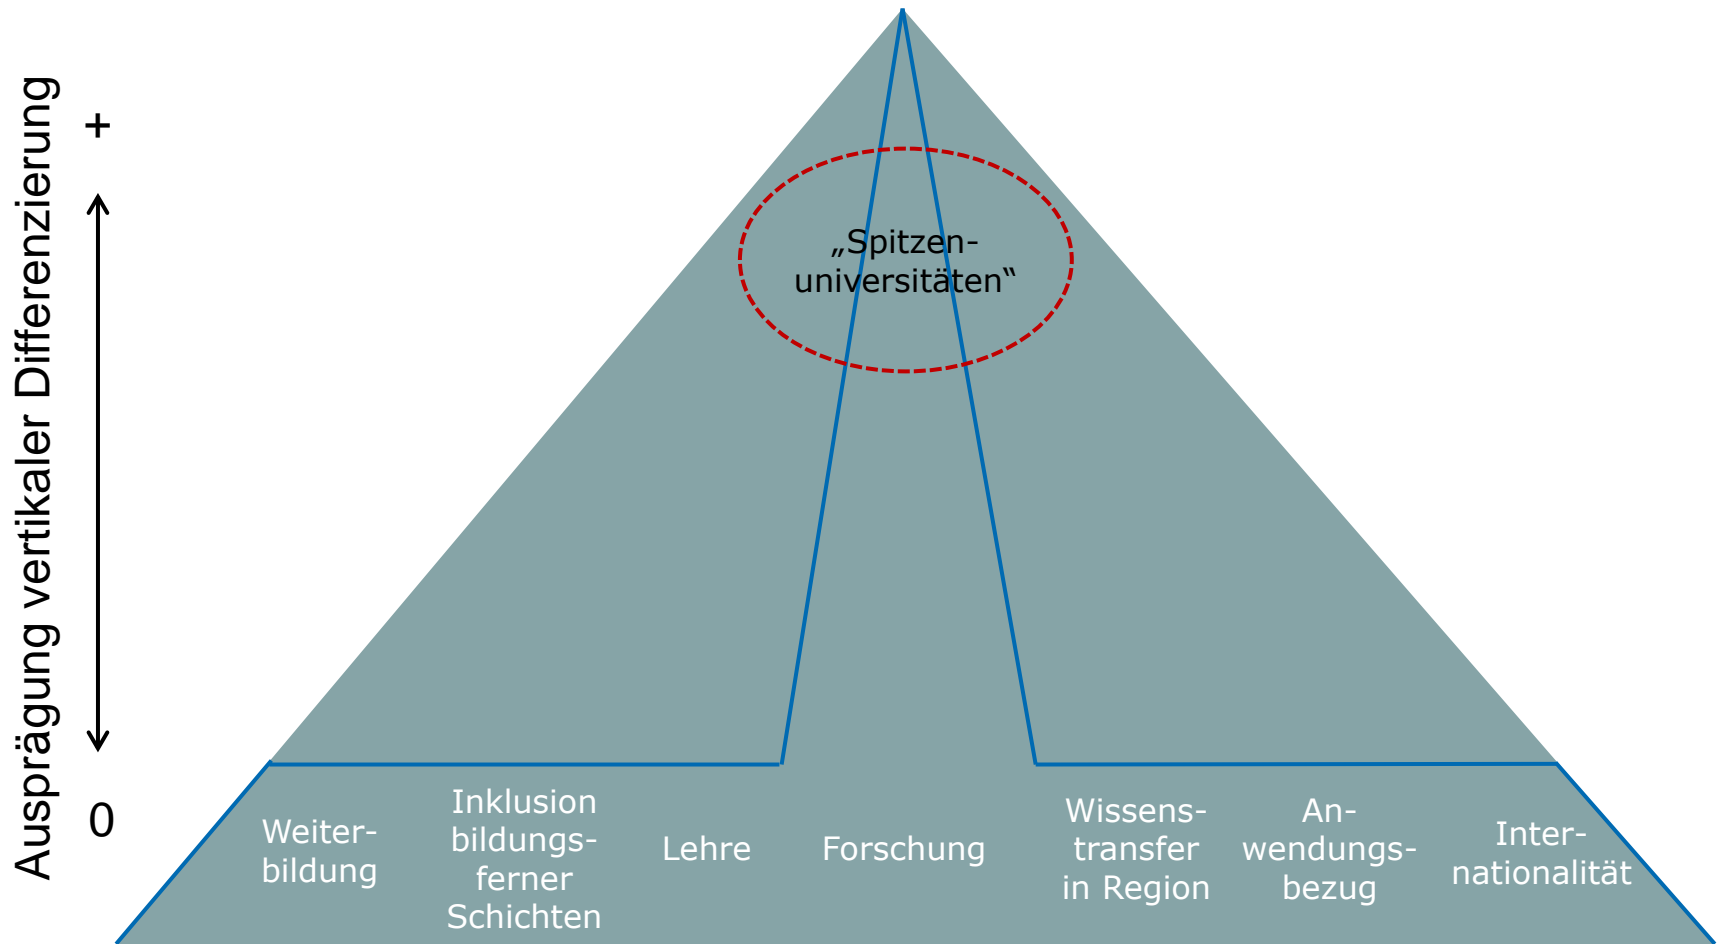 Ausprägung vertikaler Differenzierung
+
0
„Spitzen-
universitäten“
Weiter-
bildung
Inklusion
bildungs-
ferner
Schichten
Lehre
Forschung
Wissens-
transfer
in Region
An-
wendungs-
bezug
Inter-
nationalität